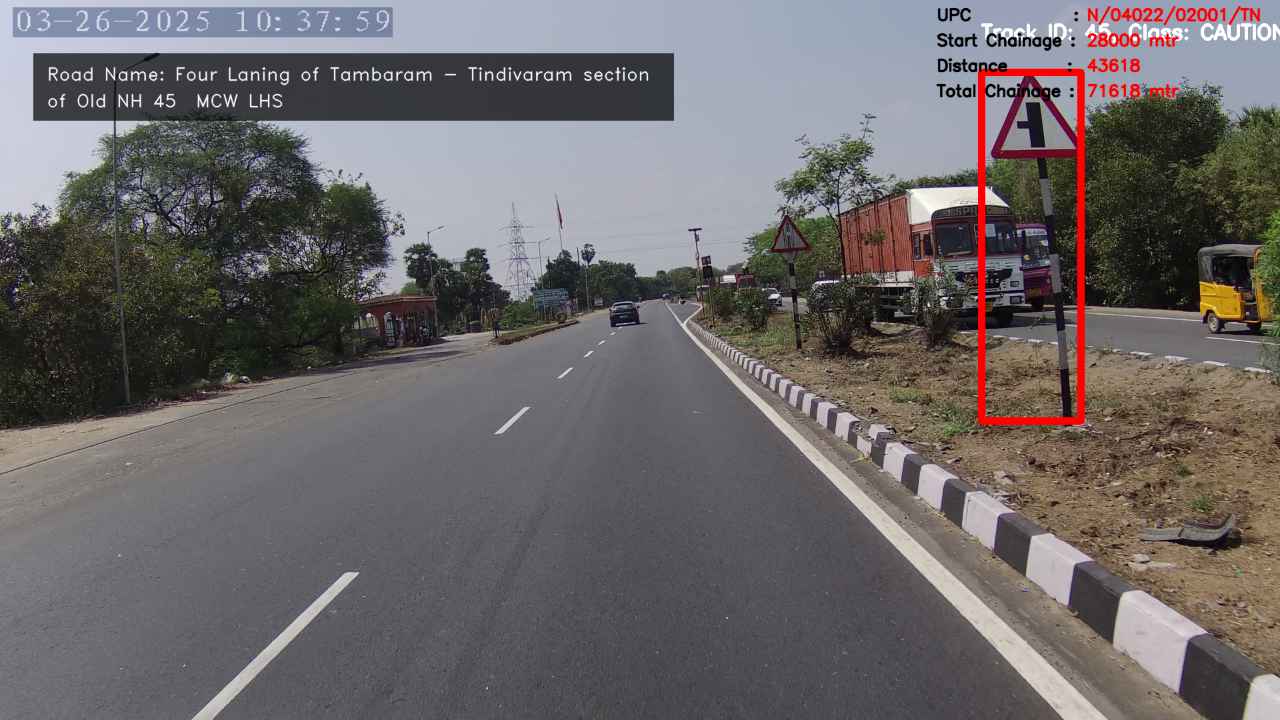 03-26-2025 10:37:59
UPC : N/04022/02001/TN
Track ID: 45, Class: CAUTION
Start Chainage : 28000 mtr
Distance : 43618
Total Chainage : 71618 mtr
Road Name: Four Laning of Tambaram - Tindivaram section
of Old NH 45 MCW LHS